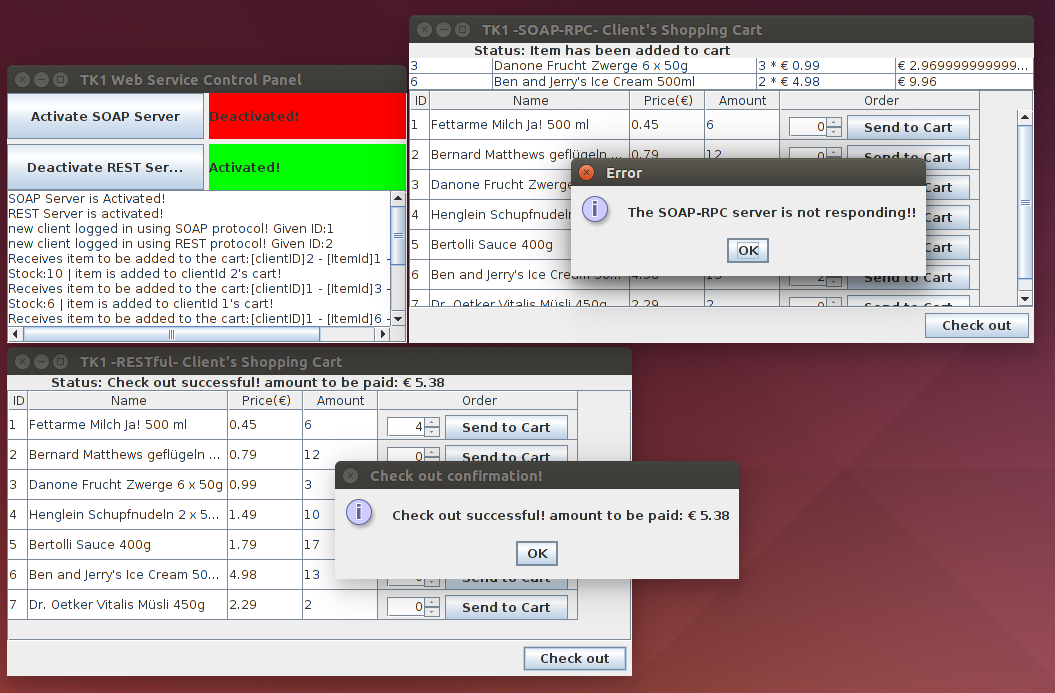 TK1 -SOAP-RPC- Client's Shopping Cart
Status: Item has been added to cart
3 Danone Frucht Zwerge 6 x 50g 3 * € 0.99 € 2.969999999999...
6 Ben and Jerry's Ice Cream 500ml 2 * € 4.98 € 9.96
ID Name Price(€) Amount Order
1 Fettarme Milch Ja! 500 ml 0.45 6 0 Send to Cart
2 Bernard Matthews geflügeln ... 0.79 12 0 Send to Cart
3 Danone Frucht Zwerge Cart
4 Henglein Schupfnudeln Cart
5 Bertolli Sauce 400g Cart
6 Ben and Jerry's Ice Cream 50... 4.98 13 2 Send to Cart
7 Dr. Oetker Vitalis Müsli 450g 2.29 2 0 Send to Cart
Check out
Error
The SOAP-RPC server is not responding!!
OK
TK1 Web Service Control Panel
Activate SOAP Server Deactivated!
Deactivate REST Ser... Activated!
SOAP Server is Activated!
REST Server is activated!
new client logged in using SOAP protocol! Given ID:1
new client logged in using REST protocol! Given ID:2
Receives item to be added to the cart:[clientID]2 - [ItemId]1 -
Stock:10 | item is added to clientId 2's cart!
Receives item to be added to the cart:[clientID]1 - [ItemId]3 -
Stock:6 | item is added to clientId 1's cart!
Receives item to be added to the cart:[clientID]1 - [ItemId]6 -
TK1 -RESTful- Client's Shopping Cart
Status: Check out successful! amount to be paid: € 5.38
ID Name Price(€) Amount Order
1 Fettarme Milch Ja! 500 ml 0.45 6 4 Send to Cart
2 Bernard Matthews geflügeln ... 0.79 12 0 Send to Cart
3 Danone Frucht Zwerge 6 x 50g 0.99 3
4 Henglein Schupfnudeln 2 x 5... 1.49 10
5 Bertolli Sauce 400g 1.79 17
6 Ben and Jerry's Ice Cream 50... 4.98 13 Send to Cart
7 Dr. Oetker Vitalis Müsli 450g 2.29 2 0 Send to Cart
Check out
Check out confirmation!
Check out successful! amount to be paid: € 5.38
OK